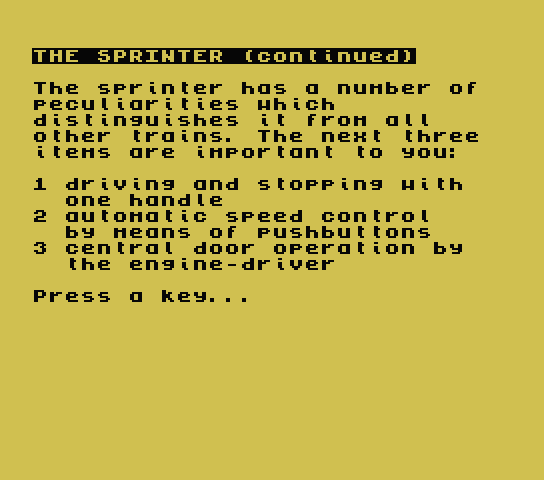 THE SPRINTER (continued)
The sprinter has a number of
peculiarities which
distinguishes it from all
other trains. The next three
items are important to you:
1 driving and stopping with
one handle
2 automatic speed control
by means of pushbuttons
3 central door operation by
the engine-driver
Press a key...